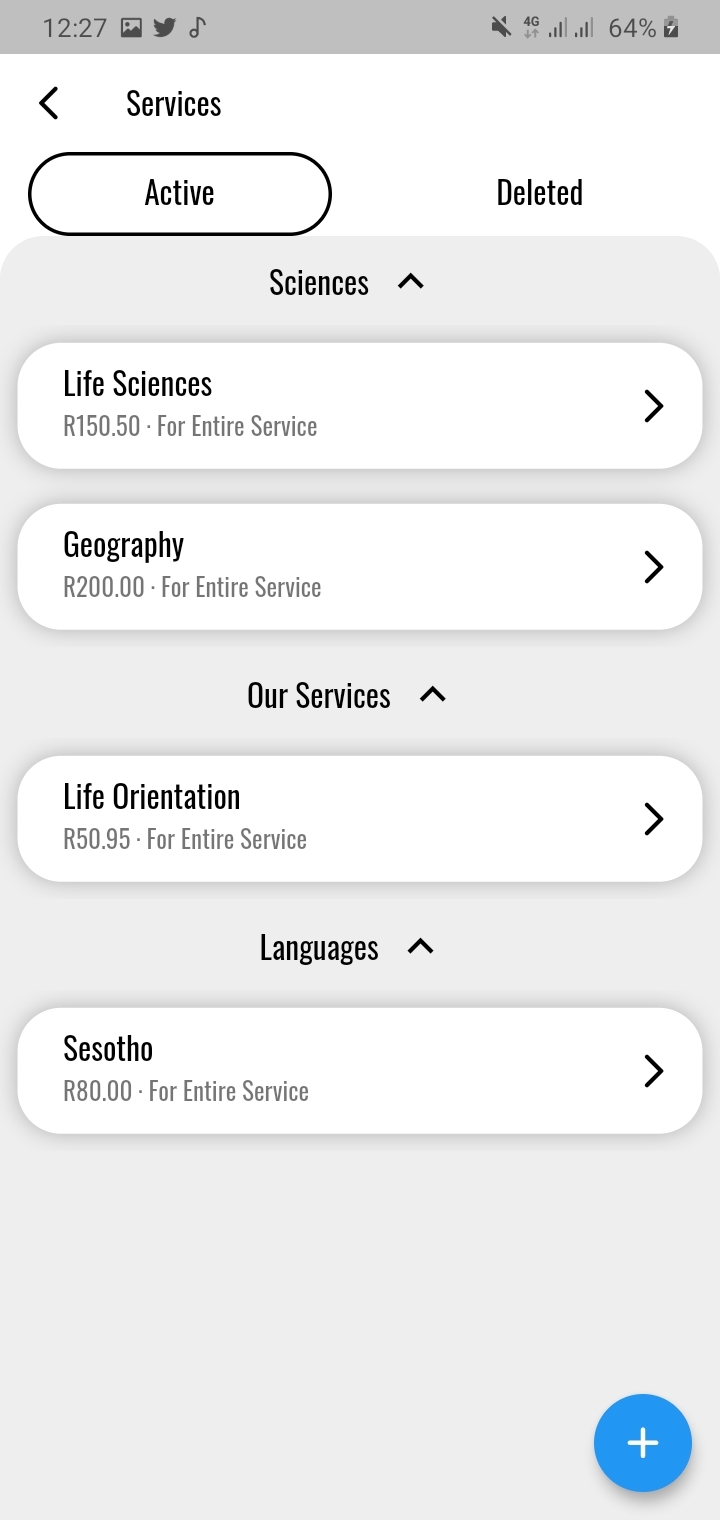 12:27 4G 64%
Services
Active Deleted
Sciences
Life Sciences
R150.50 · For Entire Service
Geography
R200.00 · For Entire Service
Our Services
Life Orientation
R50.95 · For Entire Service
Languages
Sesotho
R80.00 · For Entire Service